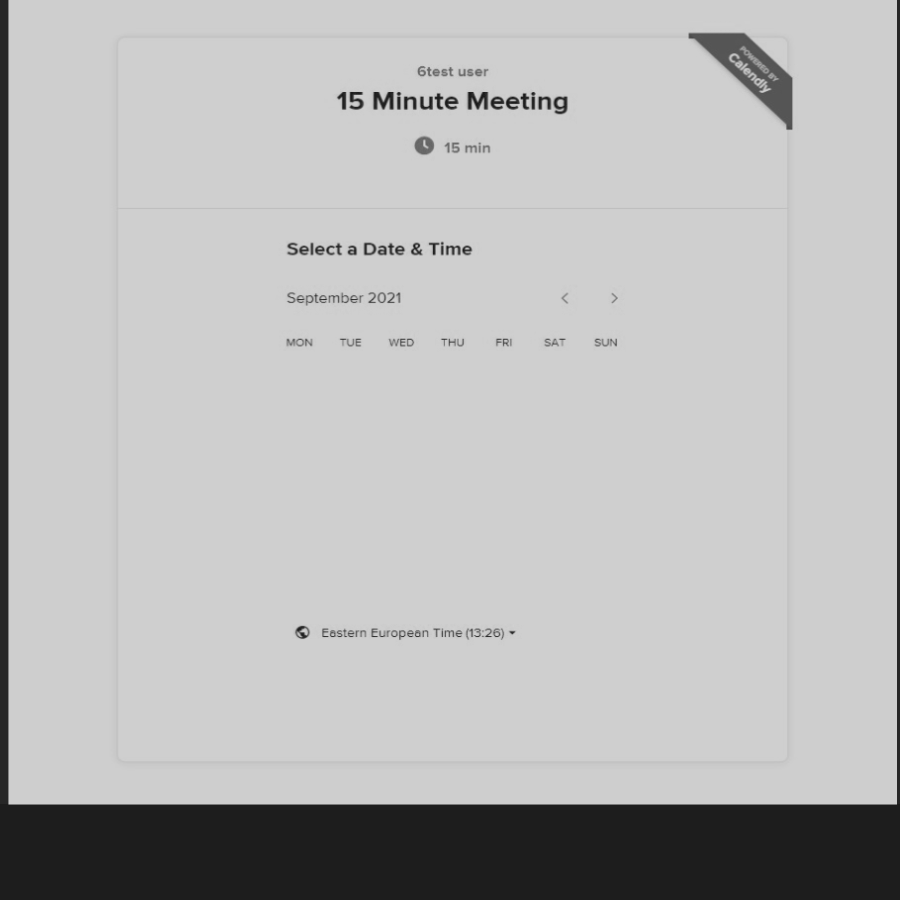 6test user
15 Minute Meeting
15 min
POWERED BY
Calendly
Select a Date & Time
September 2021
MON TUE WED THU FRI SAT SUN
Eastern European Time (13:26)